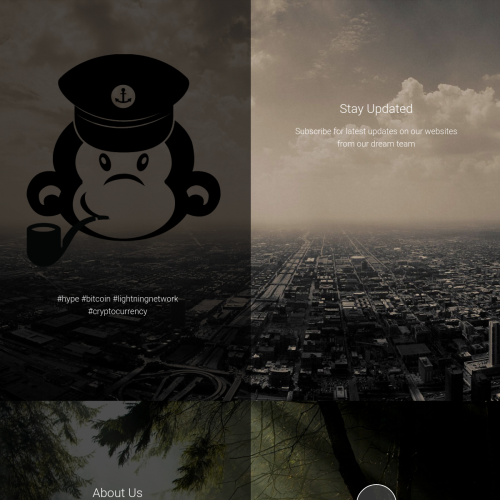 Stay Updated
Subscribe for latest updates on our websites
from our dream team
#hype #bitcoin #lightningnetwork
#cryptocurrency
About Us